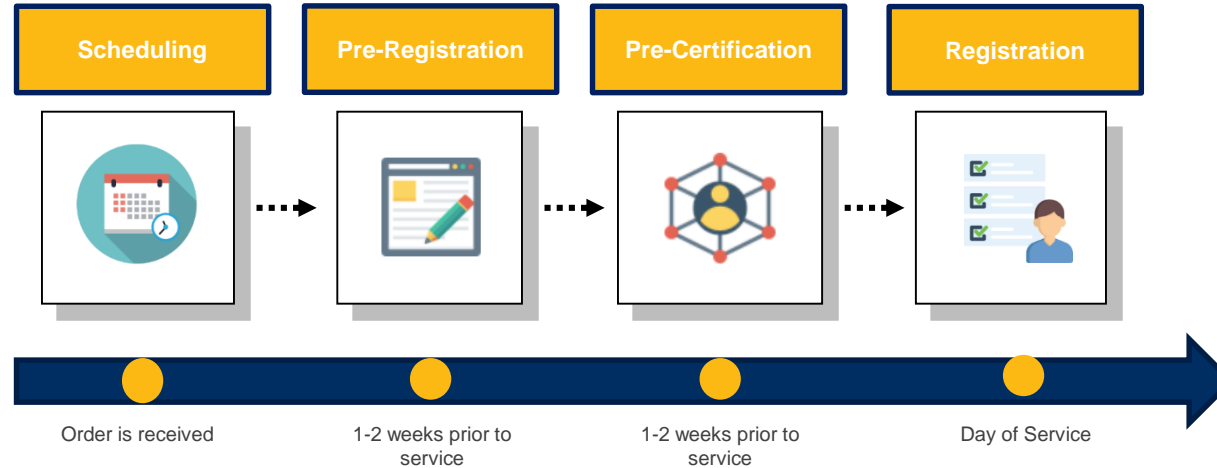 Scheduling
Pre-Registration
Pre-Certification
Registration
Order is received
1-2 weeks prior to
service
1-2 weeks prior to
service
Day of Service